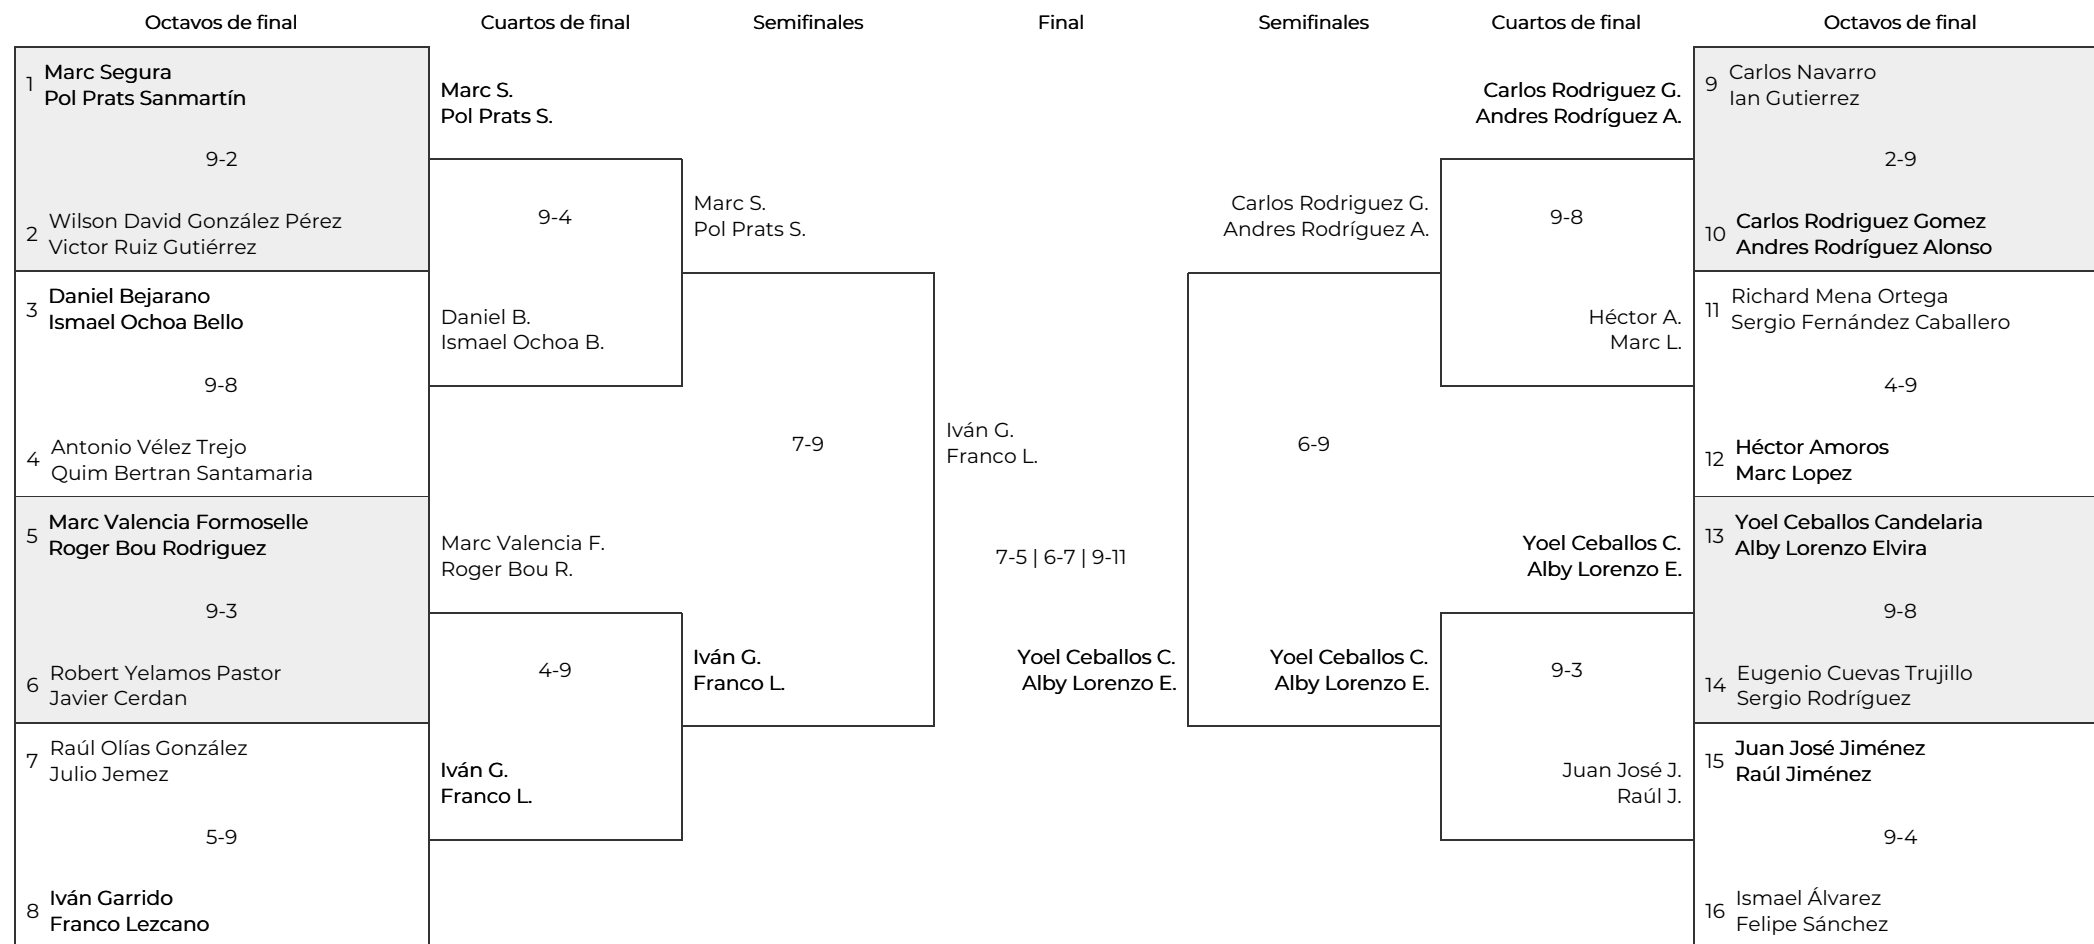 Octavos de final
Cuartos de final
Semifinales
Final
Semifinales
Cuartos de final
Octavos de final
1
Marc Segura
Pol Prats Sanmartín
9-2
2
Wilson David González Pérez
Victor Ruiz Gutiérrez
3
Daniel Bejarano
Ismael Ochoa Bello
9-8
4
Antonio Vélez Trejo
Quim Bertran Santamaria
5
Marc Valencia Formoselle
Roger Bou Rodriguez
9-3
6
Robert Yelamos Pastor
Javier Cerdan
7
Raúl Olías González
Julio Jemez
5-9
8
Iván Garrido
Franco Lezcano
Marc S.
Pol Prats S.
9-4
Daniel B.
Ismael Ochoa B.
Marc Valencia F.
Roger Bou R.
4-9
Iván G.
Franco L.
Marc S.
Pol Prats S.
7-9
Iván G.
Franco L.
Iván G.
Franco L.
7-5 | 6-7 | 9-11
Yoel Ceballos C.
Alby Lorenzo E.
Carlos Rodriguez G.
Andres Rodríguez A.
6-9
Yoel Ceballos C.
Alby Lorenzo E.
Carlos Rodriguez G.
Andres Rodríguez A.
9-8
Héctor A.
Marc L.
Yoel Ceballos C.
Alby Lorenzo E.
9-3
Juan José J.
Raúl J.
9
Carlos Navarro
Ian Gutierrez
2-9
10
Carlos Rodriguez Gomez
Andres Rodríguez Alonso
11
Richard Mena Ortega
Sergio Fernández Caballero
4-9
12
Héctor Amoros
Marc Lopez
13
Yoel Ceballos Candelaria
Alby Lorenzo Elvira
9-8
14
Eugenio Cuevas Trujillo
Sergio Rodríguez
15
Juan José Jiménez
Raúl Jiménez
9-4
16
Ismael Álvarez
Felipe Sánchez